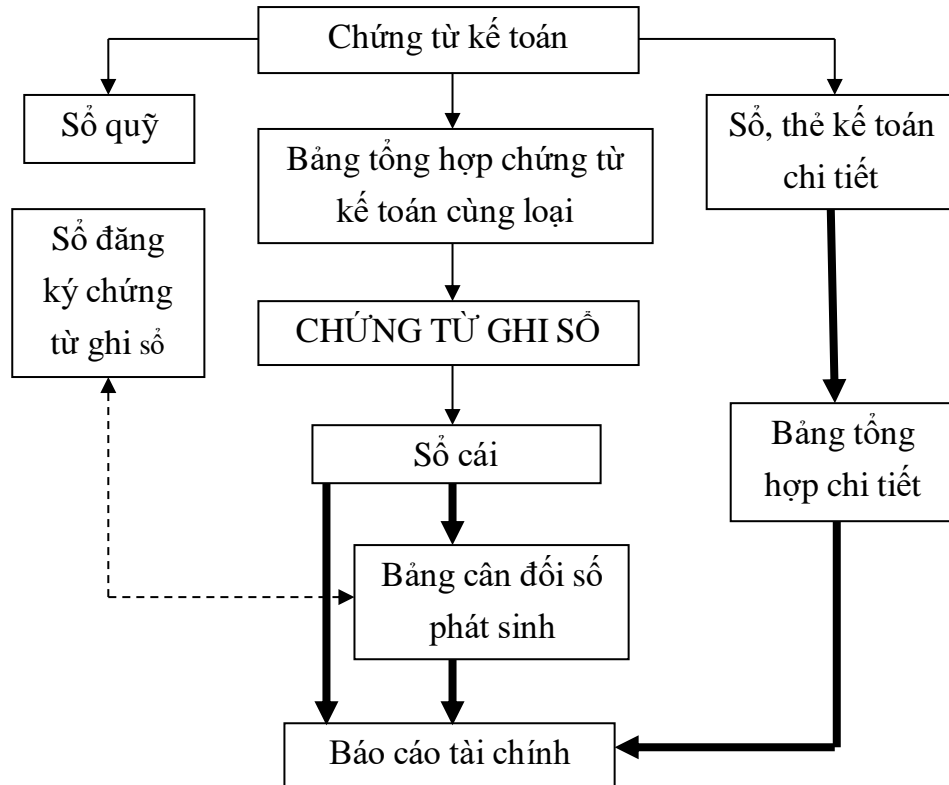 Chứng từ kế toán
Sổ quỹ
Bảng tổng hợp chứng từ
kế toán cùng loại
Sổ, thẻ kế toán
chi tiết
Sổ đăng
ký chứng
từ ghi sổ
CHỨNG TỪ GHI SỔ
Sổ cái
Bảng tổng
hợp chi tiết
Bảng cân đối số
phát sinh
Báo cáo tài chính